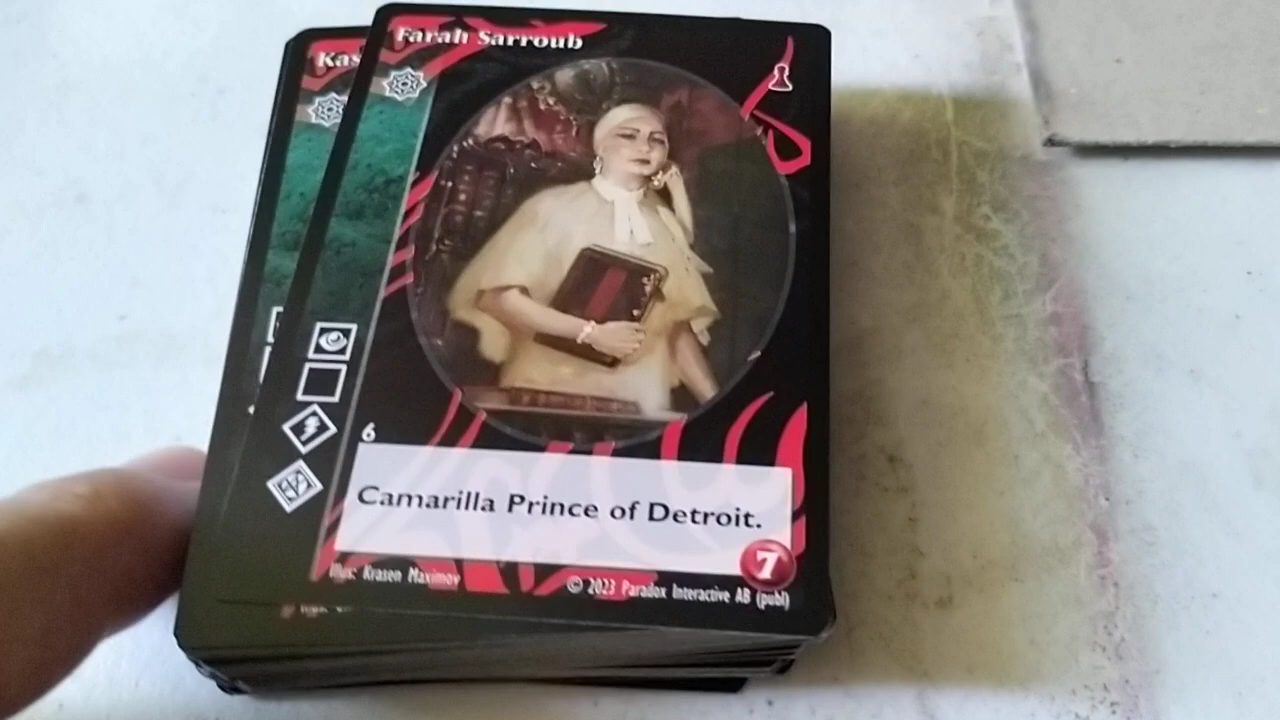 Farah Sarroub
Kas
6
Camarilla Prince of Detroit.
7
Illus: Krasen Maximov
© 2023 Paradox Interactive AB (publ)